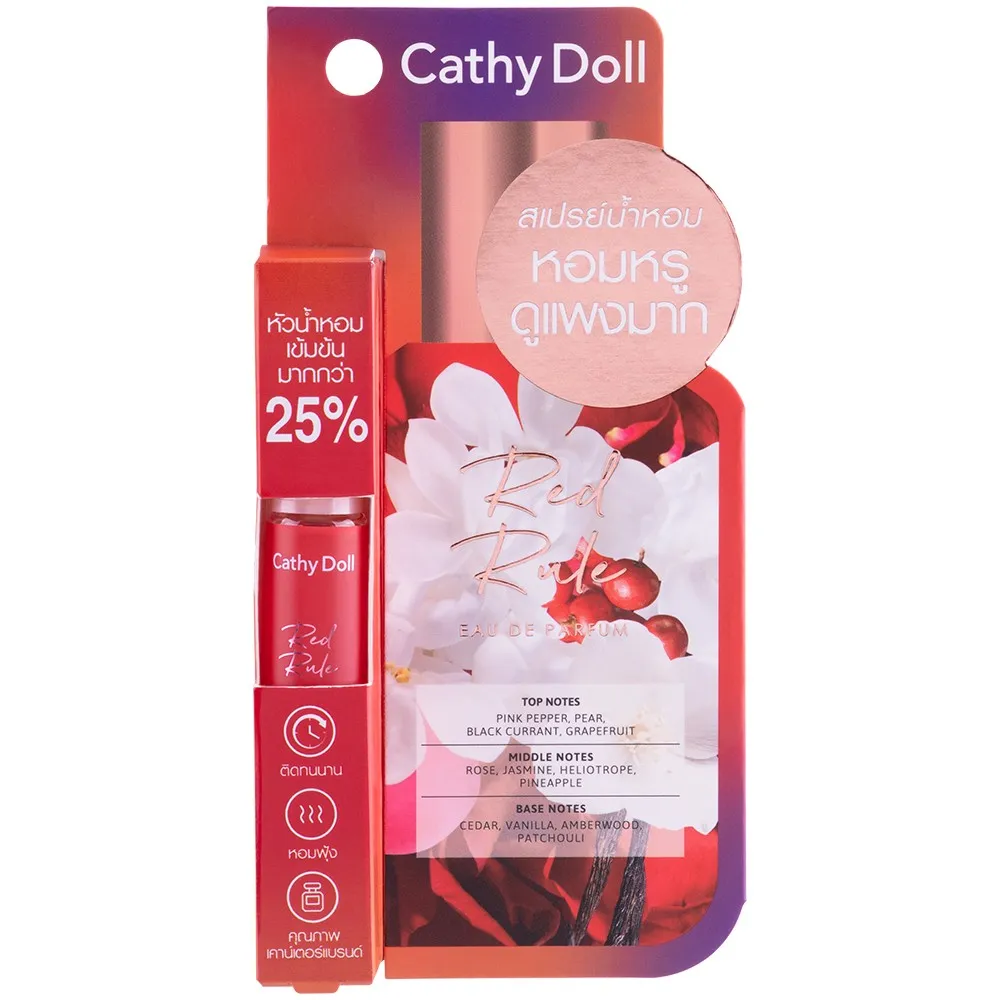 Cathy Doll
สเปรย์น้ำหอม
หอมหรู
ดูแพงมาก
หัวน้ำหอม
เข้มข้น
มากกว่า
25%
Cathy Doll
Red
Rule
ติดทนนาน
หอมฟุ้ง
คุณภาพ
เคาน์เตอร์แบรนด์
Red
Rule
EAU DE PARFUM
TOP NOTES
PINK PEPPER, PEAR,
BLACK CURRANT, GRAPEFRUIT
MIDDLE NOTES
ROSE, JASMINE, HELIOTROPE,
PINEAPPLE
BASE NOTES
CEDAR, VANILLA, AMBERWOOD,
PATCHOULI